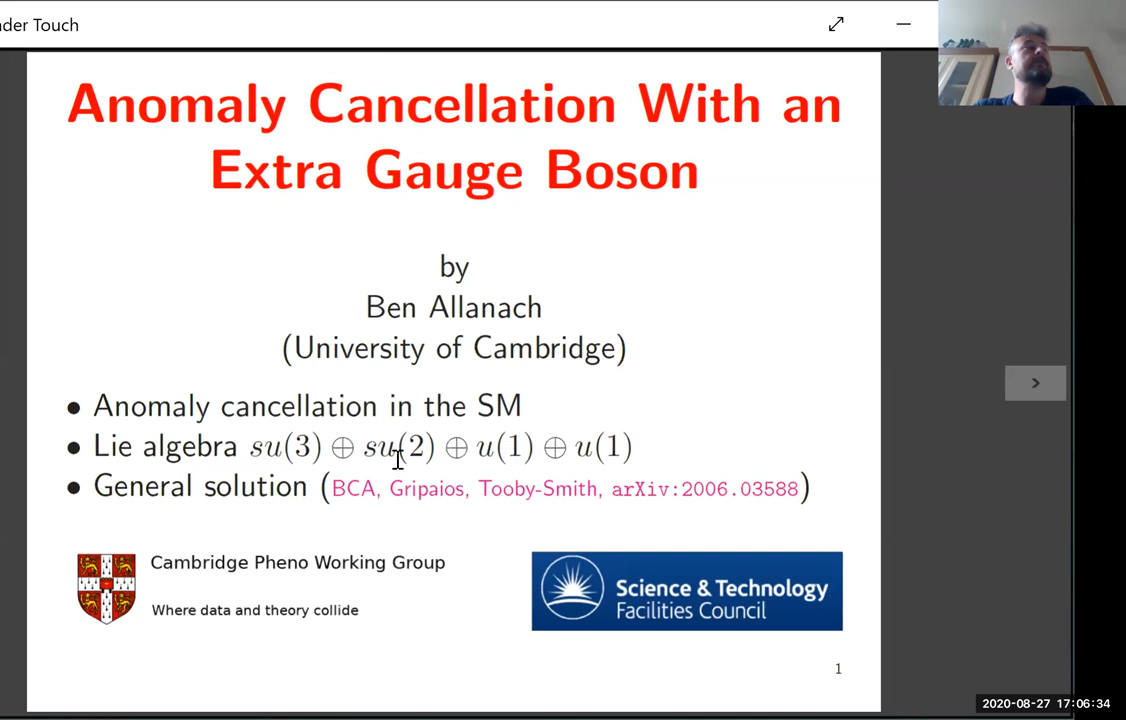 der Touch
Anomaly Cancellation With an
Extra Gauge Boson
by
Ben Allanach
(University of Cambridge)
• Anomaly cancellation in the SM
• Lie algebra su(3) ⊕ su(2) ⊕ u(1) ⊕ u(1)
• General solution (BCA, Gripaios, Tooby-Smith, arXiv:2006.03588)
Cambridge Pheno Working Group
Where data and theory collide
Science & Technology
Facilities Council
1
2020-08-27 17:06:34